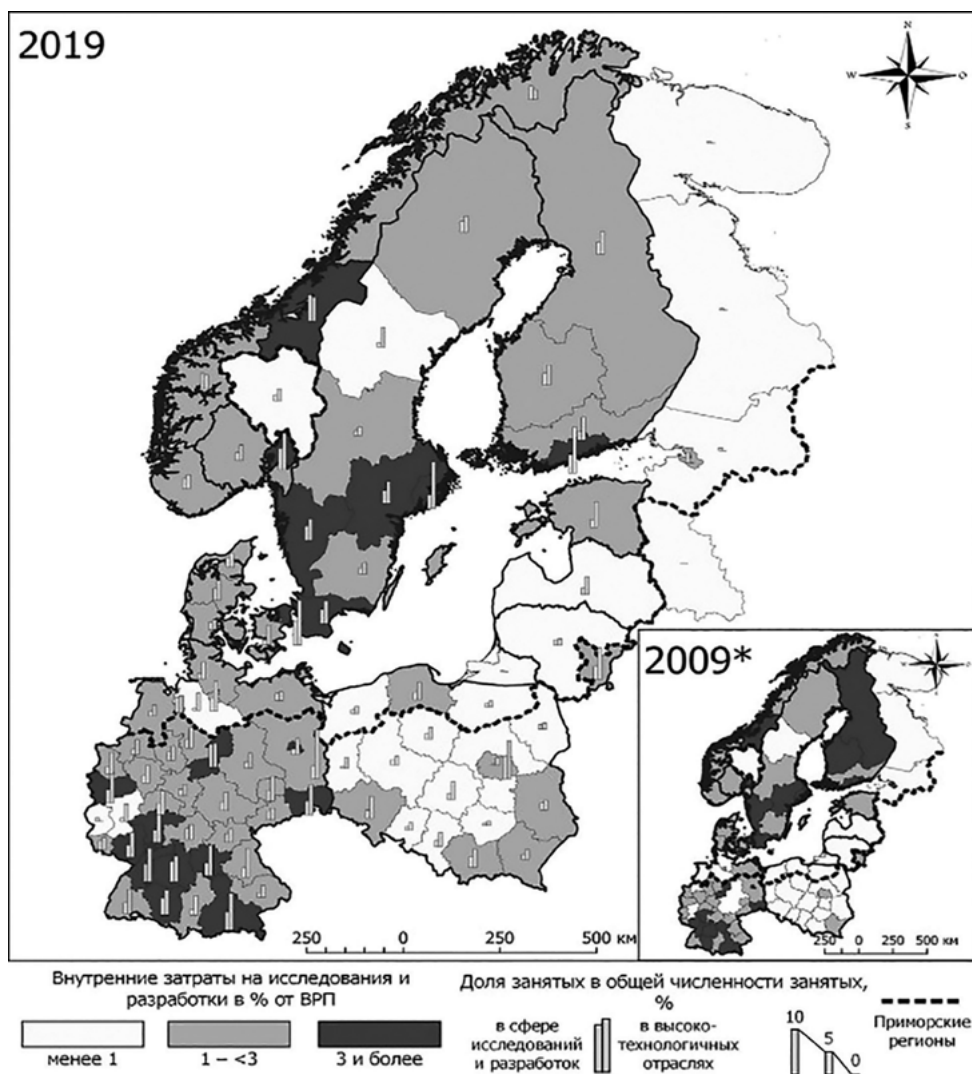 2019
N
W
O
S
250
0
250
500 км
2009*
N
W
O
S
250 0 250 500 км
Внутренние затраты на исследования и
разработки в % от ВРП
менее 1
1 – <3
3 и более
Доля занятых в общей численности занятых,
%
в сфере
исследований
и разработок
в высоко-
технологичных
отраслях
10
5
0
Приморские
регионы